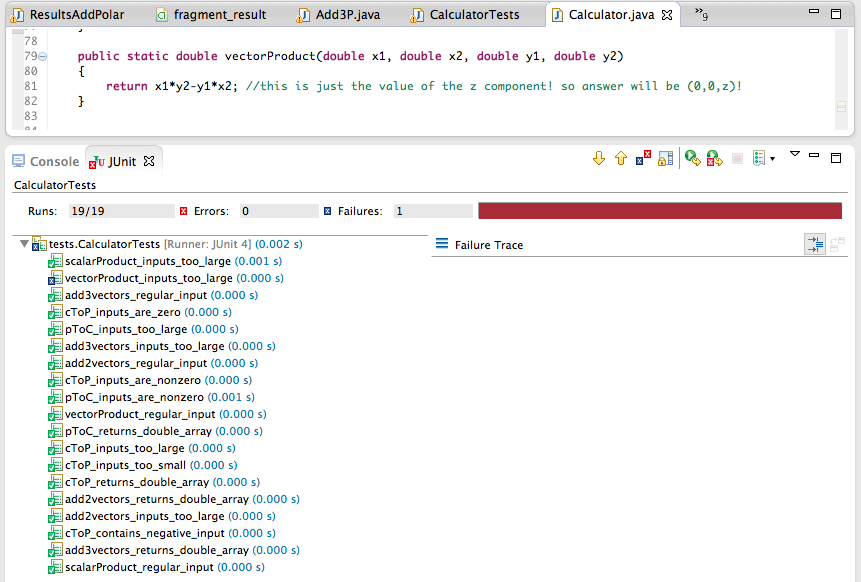 ResultsAddPolar fragment_result Add3P.java CalculatorTests Calculator.java »9
78 }
79 public static double vectorProduct(double x1, double x2, double y1, double y2)
80 {
81 return x1*y2-y1*x2; //this is just the value of the z component! so answer will be (0,0,z)!
82 }
83
84
Console JUnit
CalculatorTests
Runs: 19/19 Errors: 0 Failures: 1
tests.CalculatorTests [Runner: JUnit 4] (0.002 s)
Failure Trace
scalarProduct_inputs_too_large (0.001 s)
vectorProduct_inputs_too_large (0.000 s)
add3vectors_regular_input (0.000 s)
cToP_inputs_are_zero (0.000 s)
pToC_inputs_too_large (0.000 s)
add3vectors_inputs_too_large (0.000 s)
add2vectors_regular_input (0.000 s)
cToP_inputs_are_nonzero (0.000 s)
pToC_inputs_are_nonzero (0.001 s)
vectorProduct_regular_input (0.000 s)
pToC_returns_double_array (0.000 s)
cToP_inputs_too_large (0.000 s)
cToP_inputs_too_small (0.000 s)
cToP_returns_double_array (0.000 s)
add2vectors_returns_double_array (0.000 s)
add2vectors_inputs_too_large (0.000 s)
cToP_contains_negative_input (0.000 s)
add3vectors_returns_double_array (0.000 s)
scalarProduct_regular_input (0.000 s)